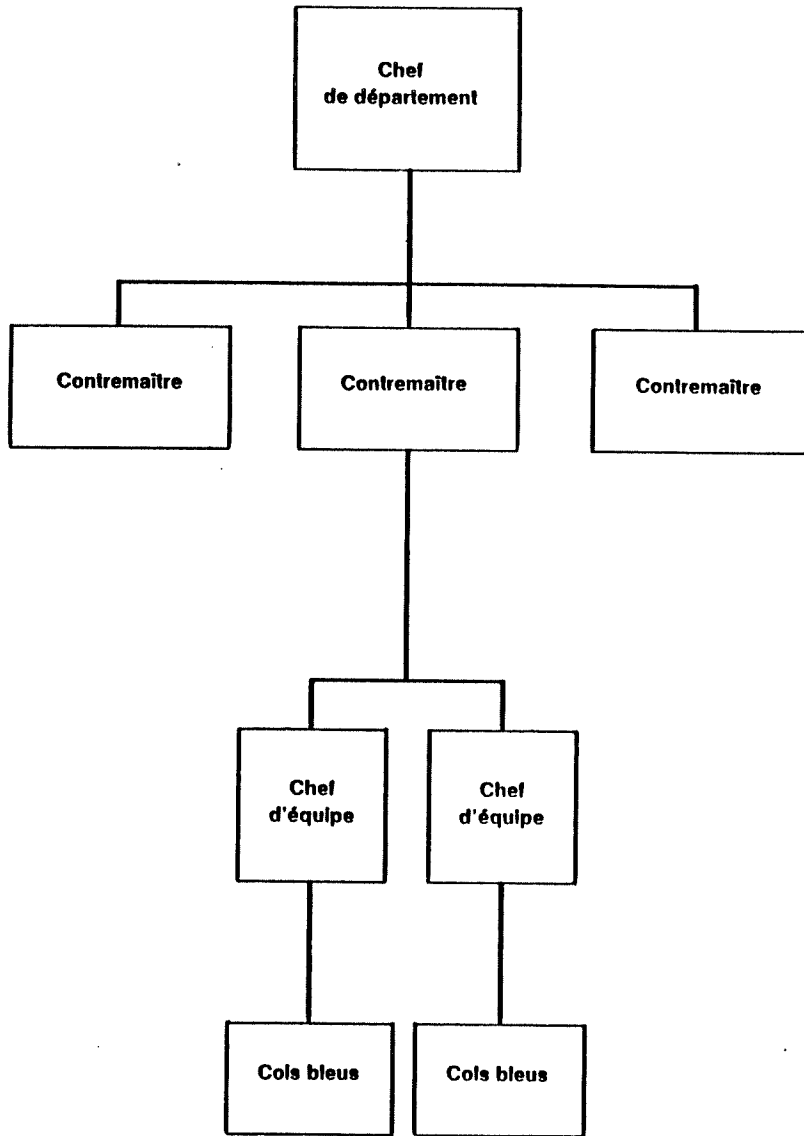 Chef
de département
Contremaître
Contremaître
Contremaître
Chef
d'équipe
Chef
d'équipe
Cols bleus
Cols bleus